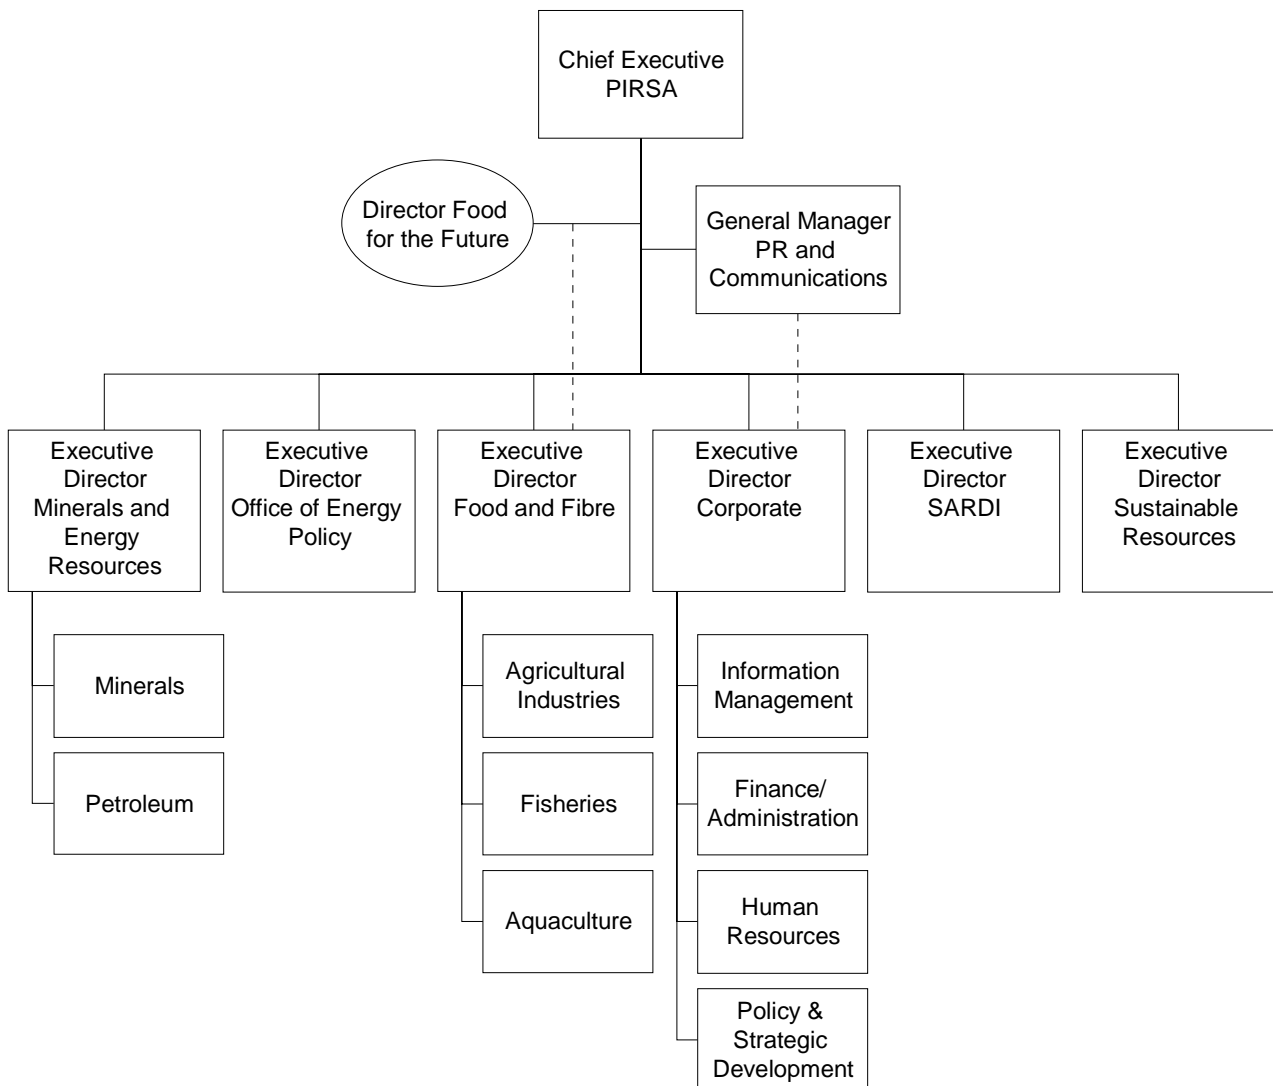 Chief Executive
PIRSA
Director Food
for the Future
General Manager
PR and
Communications
Executive
Director
Minerals and
Energy
Resources
Executive
Director
Office of Energy
Policy
Executive
Director
Food and Fibre
Executive
Director
Corporate
Executive
Director
SARDI
Executive
Director
Sustainable
Resources
Minerals
Petroleum
Agricultural
Industries
Fisheries
Aquaculture
Information
Management
Finance/
Administration
Human
Resources
Policy &
Strategic
Development